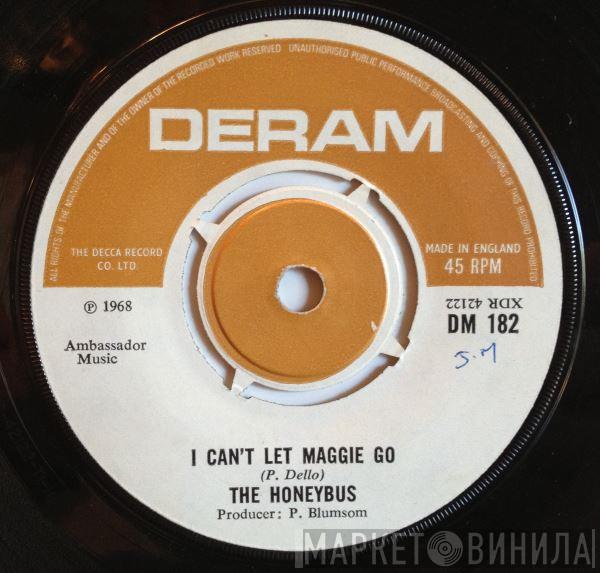 ALL RIGHTS OF THE MANUFACTURER AND OF THE OWNER OF THE RECORDED WORK RESERVED UNAUTHORISED PUBLIC PERFORMANCE BROADCASTING AND COPYING OF THIS RECORD PROHIBITED
DERAM
THE DECCA RECORD
CO. LTD.
MADE IN ENGLAND
45 RPM
℗ 1968
XDR 42122
DM 182
Ambassador
Music
J.M
I CAN'T LET MAGGIE GO
(P. Dello)
THE HONEYBUS
Producer: P. Blumsom
МАРКЕТ ВИНИЛА